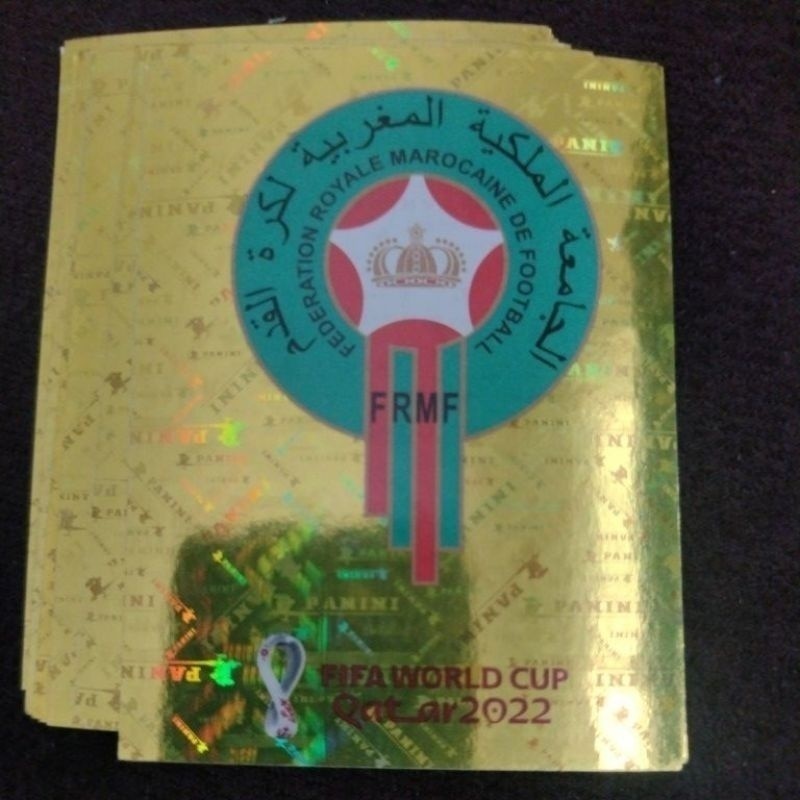 الجامعة الملكية المغربية لكرة القدم
FEDERATION ROYALE MAROCAINE DE FOOTBALL
FRMF
PANINI
FIFA WORLD CUP
Qatar2022